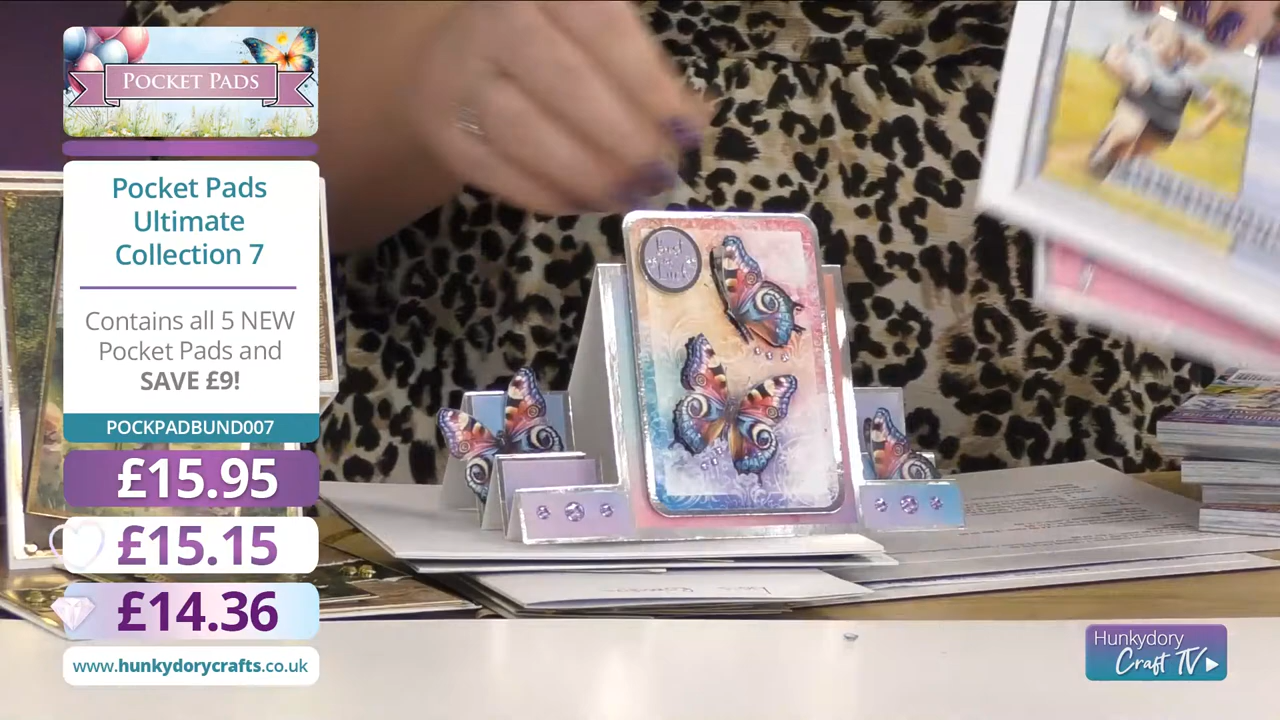 POCKET PADS
Pocket Pads
Ultimate
Collection 7
Contains all 5 NEW
Pocket Pads and
SAVE £9!
POCKPADBUND007
£15.95
£15.15
£14.36
www.hunkydorycrafts.co.uk
Hunkydory
Craft TV